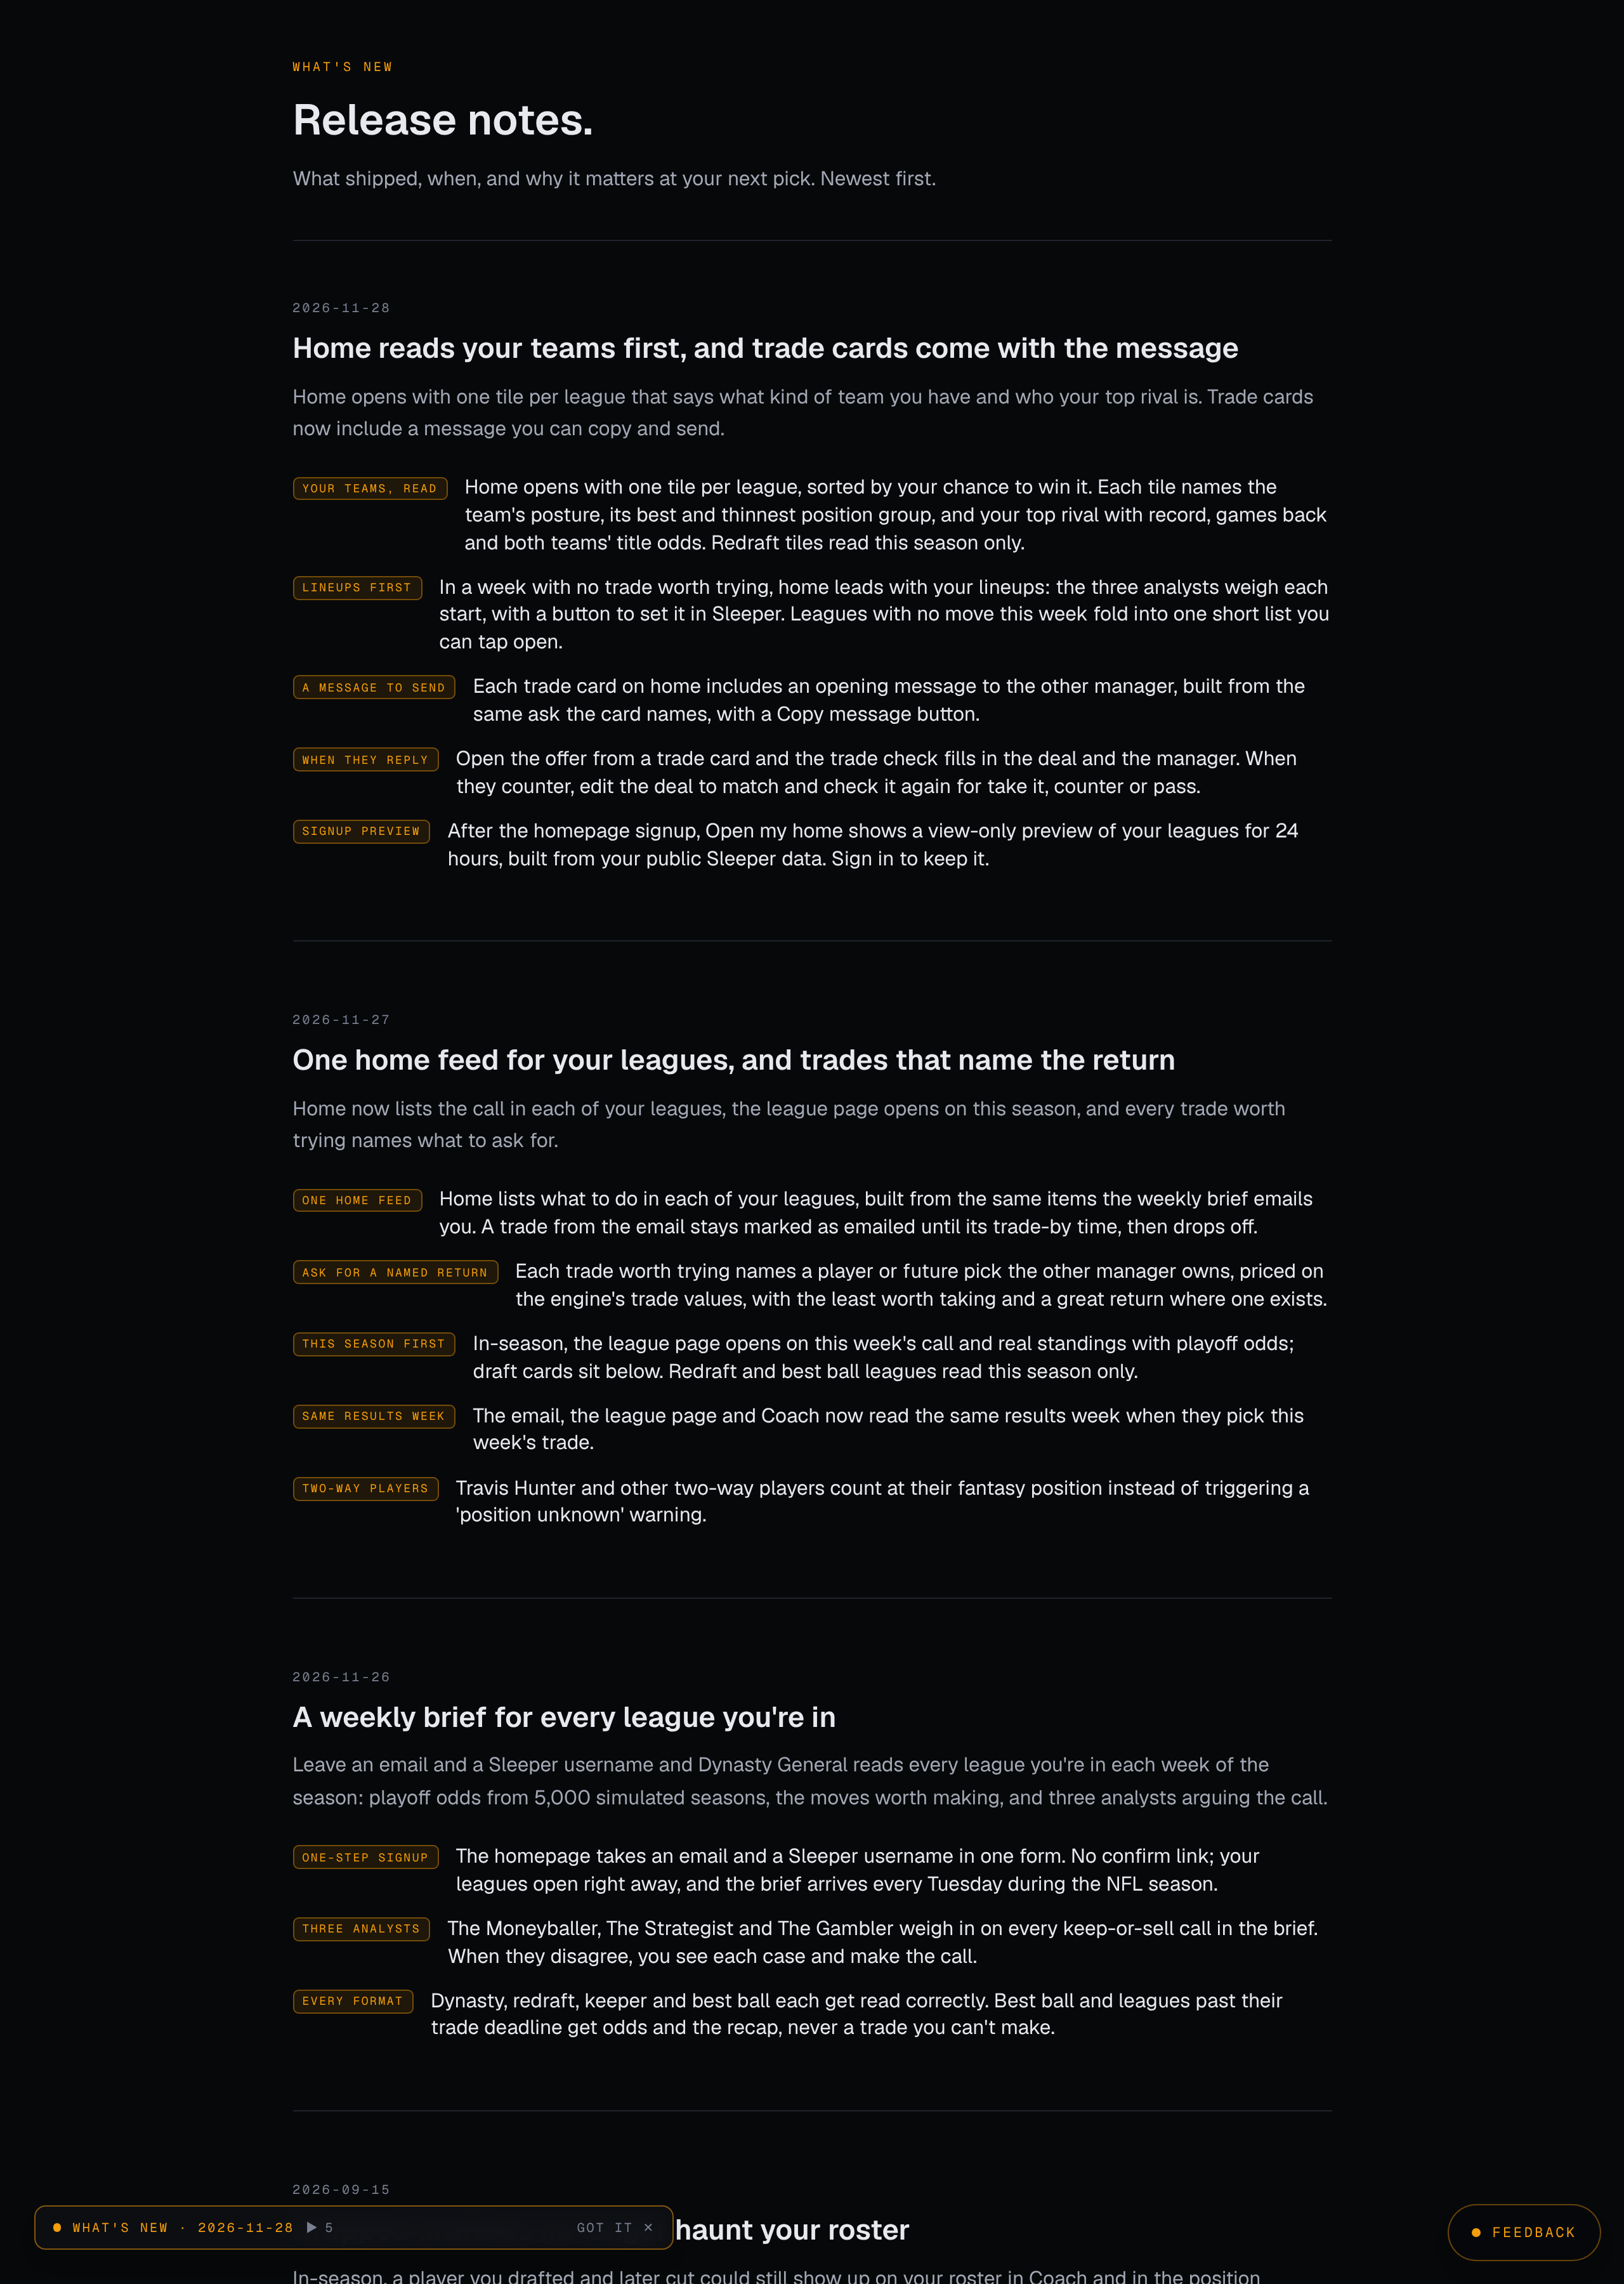 WHAT'S NEW
Release notes.
What shipped, when, and why it matters at your next pick. Newest first.
2026-11-28
Home reads your teams first, and trade cards come with the message
Home opens with one tile per league that says what kind of team you have and who your top rival is. Trade cards
now include a message you can copy and send.
YOUR TEAMS, READ
Home opens with one tile per league, sorted by your chance to win it. Each tile names the
team's posture, its best and thinnest position group, and your top rival with record, games back
and both teams' title odds. Redraft tiles read this season only.
LINEUPS FIRST
In a week with no trade worth trying, home leads with your lineups: the three analysts weigh each
start, with a button to set it in Sleeper. Leagues with no move this week fold into one short list you
can tap open.
A MESSAGE TO SEND
Each trade card on home includes an opening message to the other manager, built from the
same ask the card names, with a Copy message button.
WHEN THEY REPLY
Open the offer from a trade card and the trade check fills in the deal and the manager. When
they counter, edit the deal to match and check it again for take it, counter or pass.
SIGNUP PREVIEW
After the homepage signup, Open my home shows a view-only preview of your leagues for 24
hours, built from your public Sleeper data. Sign in to keep it.
2026-11-27
One home feed for your leagues, and trades that name the return
Home now lists the call in each of your leagues, the league page opens on this season, and every trade worth
trying names what to ask for.
ONE HOME FEED
Home lists what to do in each of your leagues, built from the same items the weekly brief emails
you. A trade from the email stays marked as emailed until its trade-by time, then drops off.
ASK FOR A NAMED RETURN
Each trade worth trying names a player or future pick the other manager owns, priced on
the engine's trade values, with the least worth taking and a great return where one exists.
THIS SEASON FIRST
In-season, the league page opens on this week's call and real standings with playoff odds;
draft cards sit below. Redraft and best ball leagues read this season only.
SAME RESULTS WEEK
The email, the league page and Coach now read the same results week when they pick this
week's trade.
TWO-WAY PLAYERS
Travis Hunter and other two-way players count at their fantasy position instead of triggering a
'position unknown' warning.
2026-11-26
A weekly brief for every league you're in
Leave an email and a Sleeper username and Dynasty General reads every league you're in each week of the
season: playoff odds from 5,000 simulated seasons, the moves worth making, and three analysts arguing the call.
ONE-STEP SIGNUP
The homepage takes an email and a Sleeper username in one form. No confirm link; your
leagues open right away, and the brief arrives every Tuesday during the NFL season.
THREE ANALYSTS
The Moneyballer, The Strategist and The Gambler weigh in on every keep-or-sell call in the brief.
When they disagree, you see each case and make the call.
EVERY FORMAT
Dynasty, redraft, keeper and best ball each get read correctly. Best ball and leagues past their
trade deadline get odds and the recap, never a trade you can't make.
2026-09-15
haunt your roster
WHAT'S NEW · 2026-11-28 ▶ 5
GOT IT ×
FEEDBACK
In-season, a player you drafted and later cut could still show up on your roster in Coach and in the position